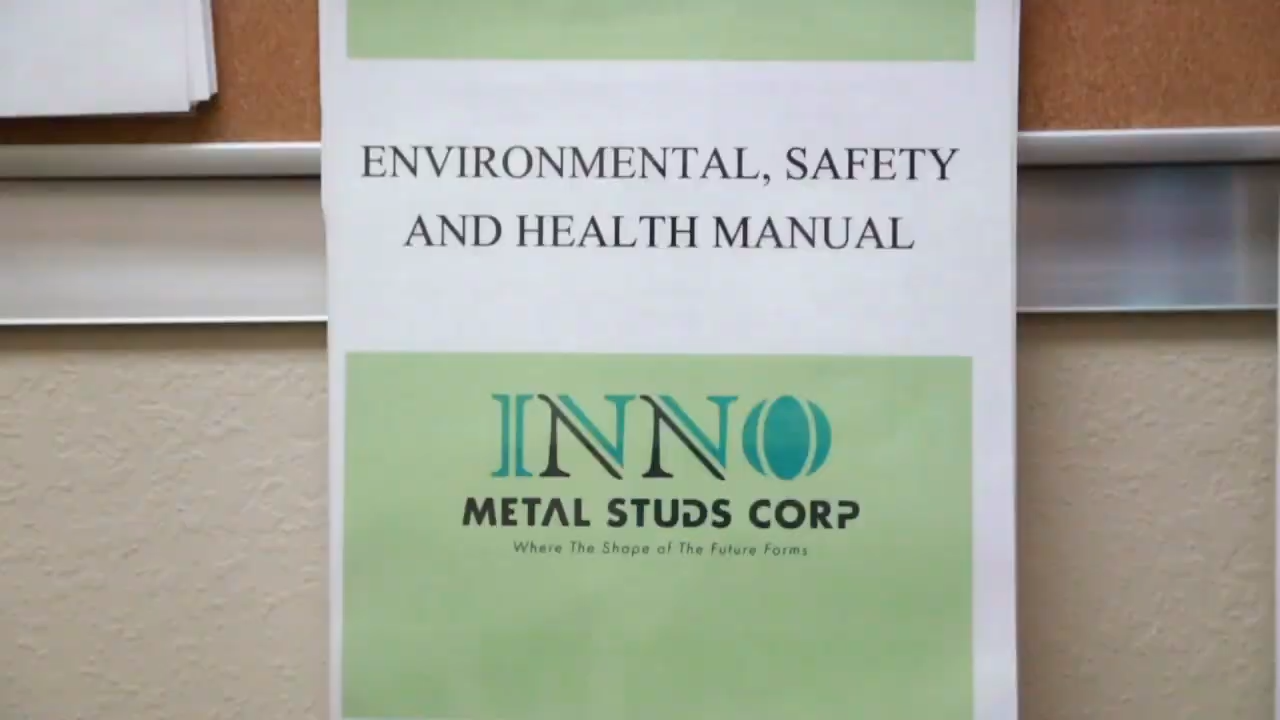 ENVIRONMENTAL, SAFETY
AND HEALTH MANUAL
INNO
METAL STUDS CORP
Where The Shape of The Future Forms